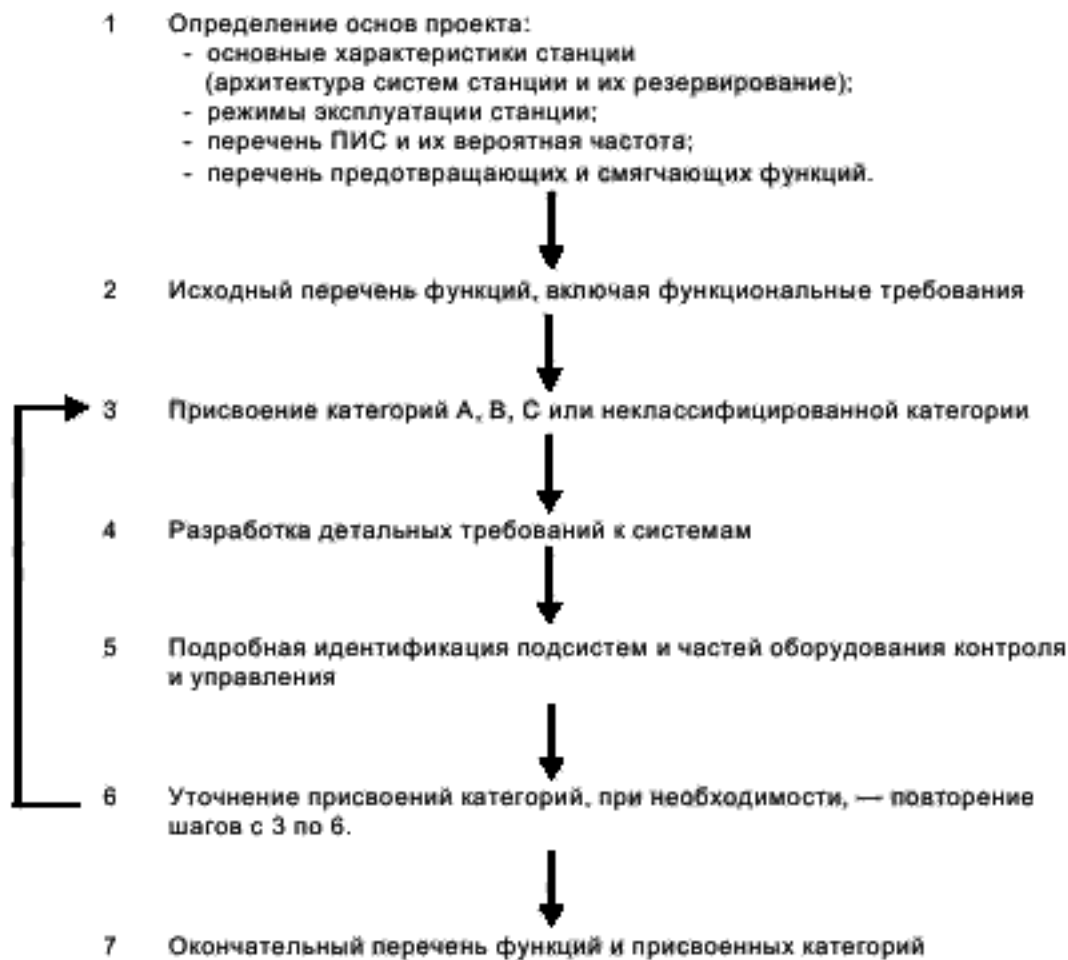 1 Определение основ проекта:
- основные характеристики станции
(архитектура систем станции и их резервирование);
- режимы эксплуатации станции;
- перечень ПИС и их вероятная частота;
- перечень предотвращающих и смягчающих функций.
2 Исходный перечень функций, включая функциональные требования
3 Присвоение категорий А, В, С или неклассифицированной категории
4 Разработка детальных требований к системам
5 Подробная идентификация подсистем и частей оборудования контроля
и управления
6 Уточнение присвоений категорий, при необходимости, — повторение
шагов с 3 по 6.
7 Окончательный перечень функций и присвоенных категорий